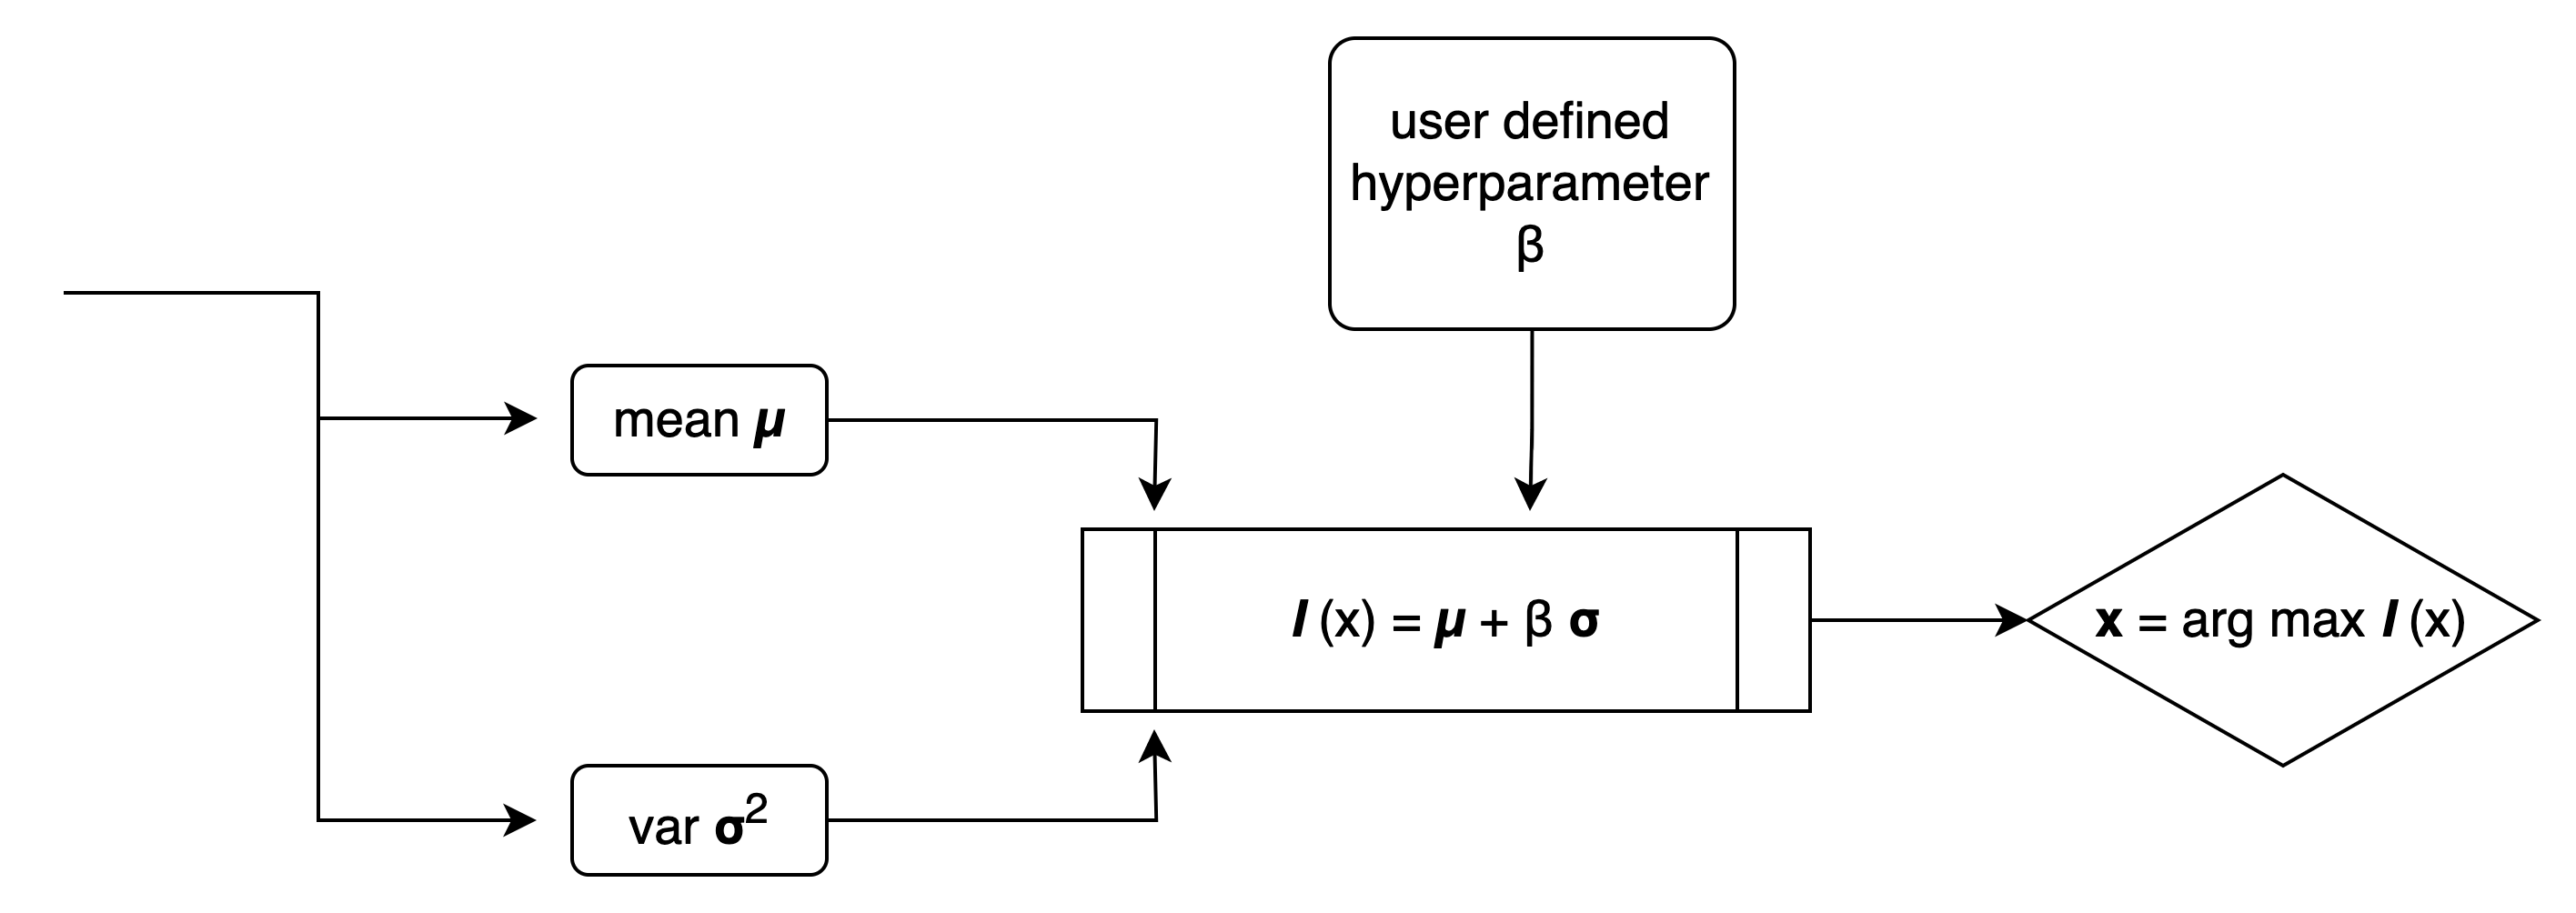 user defined
hyperparameter
β
mean μ
I (x) = μ + β σ
x = arg max I (x)
var σ²